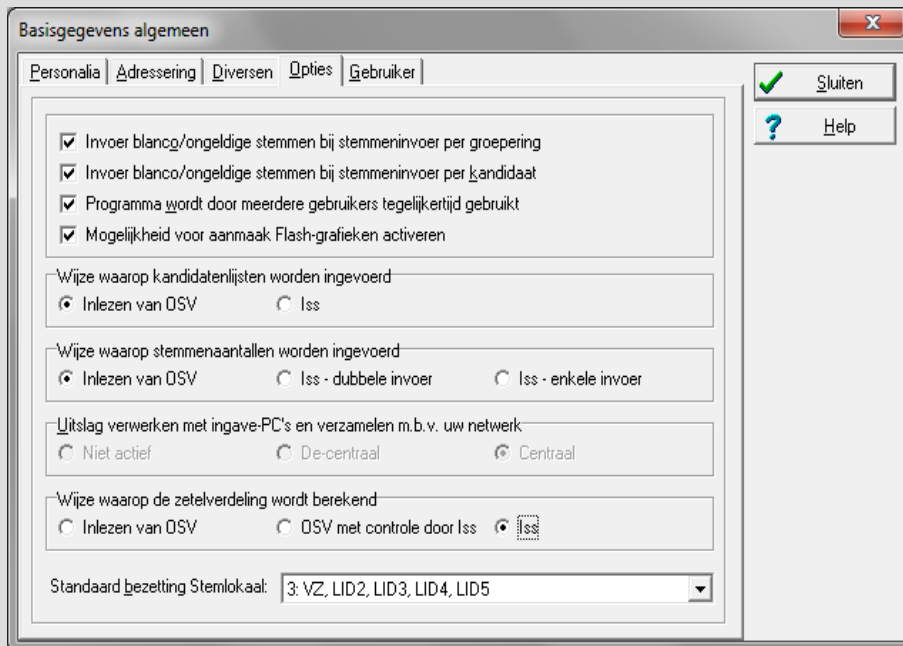 Basisgegevens algemeen
Personalia Adressering Diversen Opties Gebruiker
Sluiten
Help
Invoer blanco/ongeldige stemmen bij stemmeninvoer per groepering
Invoer blanco/ongeldige stemmen bij stemmeninvoer per kandidaat
Programma wordt door meerdere gebruikers tegelijkertijd gebruikt
Mogelijkheid voor aanmaak Flash-grafieken activeren
Wijze waarop kandidatenlijsten worden ingevoerd
Inlezen van OSV Iss
Wijze waarop stemmenaantallen worden ingevoerd
Inlezen van OSV Iss - dubbele invoer Iss - enkele invoer
Uitslag verwerken met ingave-PC's en verzamelen m.b.v. uw netwerk
Niet actief De-centraal Centraal
Wijze waarop de zetelverdeling wordt berekend
Inlezen van OSV OSV met controle door Iss Iss
Standaard bezetting Stemlokaal: 3: VZ, LID2, LID3, LID4, LID5